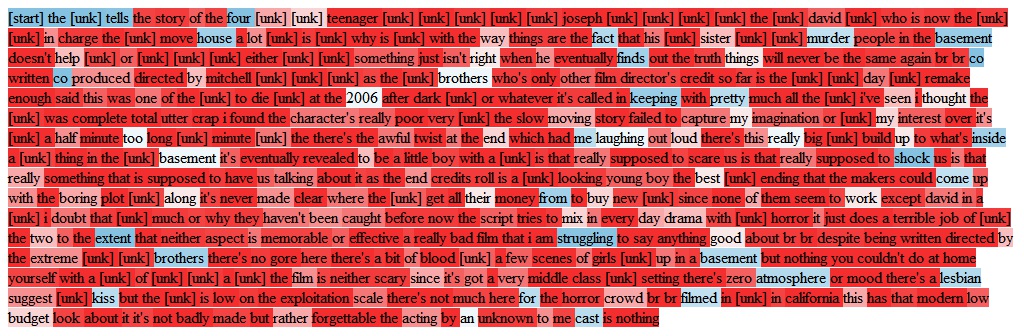 [start] the [unk] tells the story of the four [unk] [unk] teenager [unk] [unk] [unk] [unk] [unk] joseph [unk] [unk] [unk] [unk] [unk] the [unk] david [unk] who is now the [unk]
[unk] in charge the [unk] move house a lot [unk] is [unk] why is [unk] with the way things are the fact that his [unk] sister [unk] [unk] murder people in the basement
doesn't help [unk] or [unk] [unk] [unk] either [unk] [unk] something just isn't right when he eventually finds out the truth things will never be the same again br br co
written co produced directed by mitchell [unk] [unk] [unk] as the [unk] brothers who's only other film director's credit so far is the [unk] [unk] day [unk] remake
enough said this was one of the [unk] to die [unk] at the 2006 after dark [unk] or whatever it's called in keeping with pretty much all the [unk] i've seen i thought the
[unk] was complete total utter crap i found the character's really poor very [unk] the slow moving story failed to capture my imagination or [unk] my interest over it's
[unk] a half minute too long [unk] minute [unk] the there's the awful twist at the end which had me laughing out loud there's this really big [unk] build up to what's inside
a [unk] thing in the [unk] basement it's eventually revealed to be a little boy with a [unk] is that really supposed to scare us is that really supposed to shock us is that
really something that is supposed to have us talking about it as the end credits roll is a [unk] looking young boy the best [unk] ending that the makers could come up
with the boring plot [unk] along it's never made clear where the [unk] get all their money from to buy new [unk] since none of them seem to work except david in a
[unk] i doubt that [unk] much or why they haven't been caught before now the script tries to mix in every day drama with [unk] horror it just does a terrible job of [unk]
the two to the extent that neither aspect is memorable or effective a really bad film that i am struggling to say anything good about br br despite being written directed by
the extreme [unk] [unk] brothers there's no gore here there's a bit of blood [unk] a few scenes of girls [unk] up in a basement but nothing you couldn't do at home
yourself with a [unk] of [unk] [unk] a [unk] the film is neither scary since it's got a very middle class [unk] setting there's zero atmosphere or mood there's a lesbian
suggest [unk] kiss but the [unk] is low on the exploitation scale there's not much here for the horror crowd br br filmed in [unk] in california this has that modern low
budget look about it it's not badly made but rather forgettable the acting by an unknown to me cast is nothing